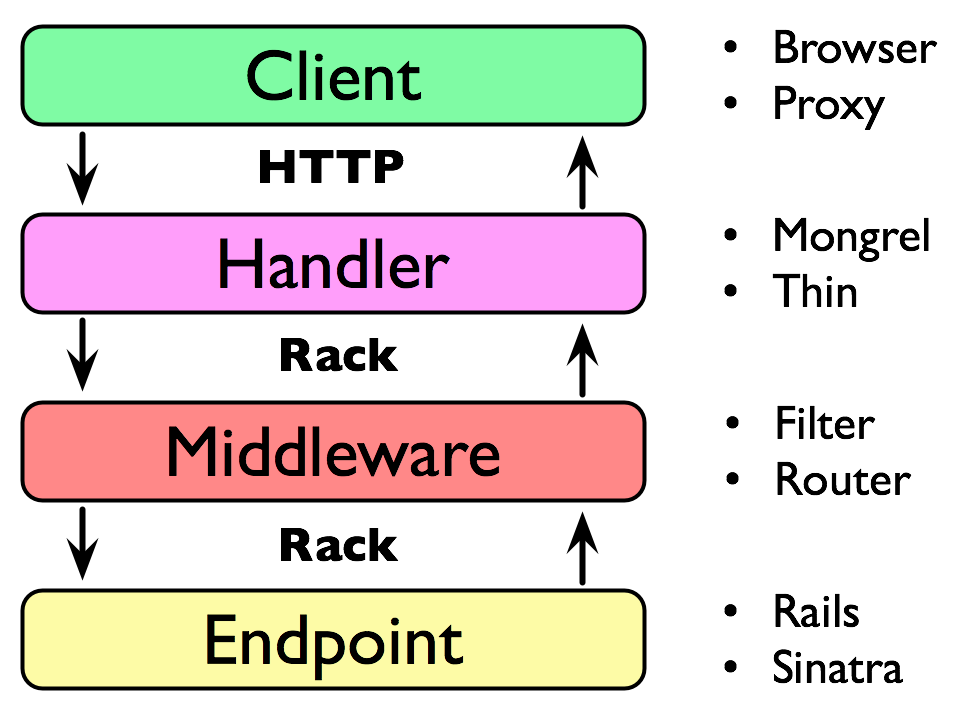 Client
• Browser
• Proxy
HTTP
Handler
• Mongrel
• Thin
Rack
Middleware
• Filter
• Router
Rack
Endpoint
• Rails
• Sinatra